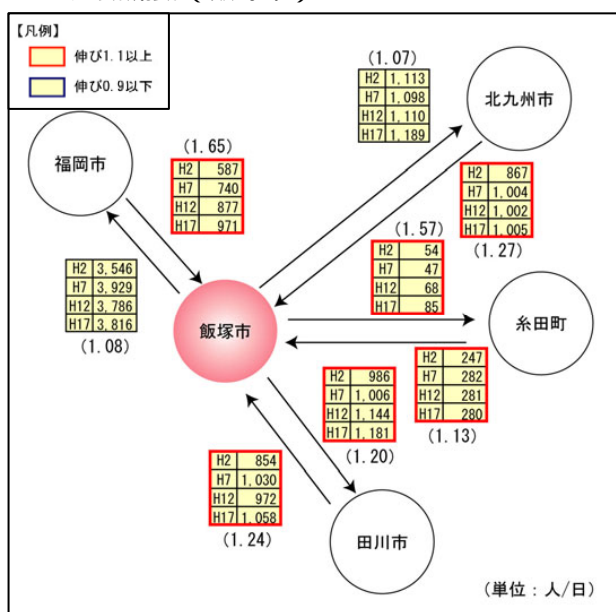 【凡例】
伸び1.1以上
伸び0.9以下
福岡市
(1.65)
H2 587
H7 740
H12 877
H17 971
(1.07)
H2 1,113
H7 1,098
H12 1,110
H17 1,189
北九州市
H2 867
H7 1,004
H12 1,002
H17 1,005
(1.27)
(1.57)
H2 54
H7 47
H12 68
H17 85
H2 3,546
H7 3,929
H12 3,786
H17 3,816
(1.08)
飯塚市
糸田町
H2 247
H7 282
H12 281
H17 280
(1.13)
H2 986
H7 1,006
H12 1,144
H17 1,181
(1.20)
H2 854
H7 1,030
H12 972
H17 1,058
(1.24)
田川市
(単位：人/日)